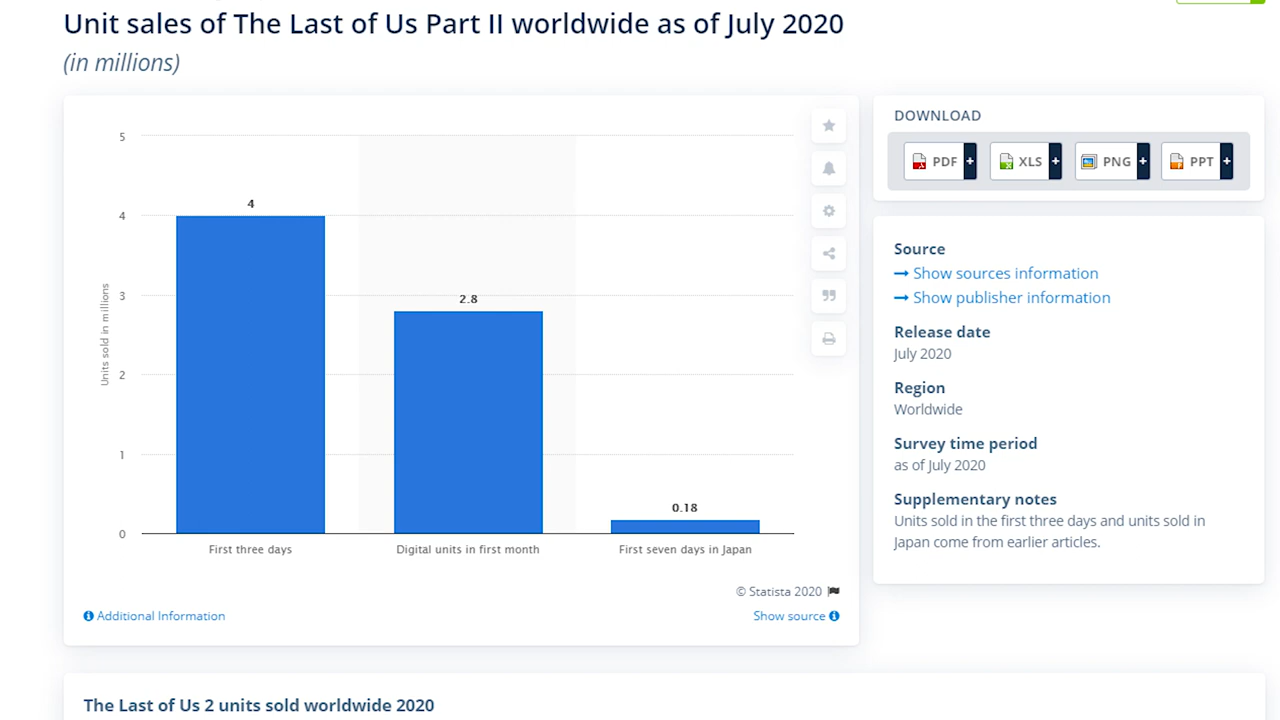 Unit sales of The Last of Us Part II worldwide as of July 2020
(in millions)
5
4
3
2
1
0
Units sold in millions
4
2.8
0.18
First three days
Digital units in first month
First seven days in Japan
© Statista 2020
Additional Information
Show source
DOWNLOAD
PDF +
XLS +
PNG +
PPT +
Source
Show sources information
Show publisher information
Release date
July 2020
Region
Worldwide
Survey time period
as of July 2020
Supplementary notes
Units sold in the first three days and units sold in
Japan come from earlier articles.
The Last of Us 2 units sold worldwide 2020